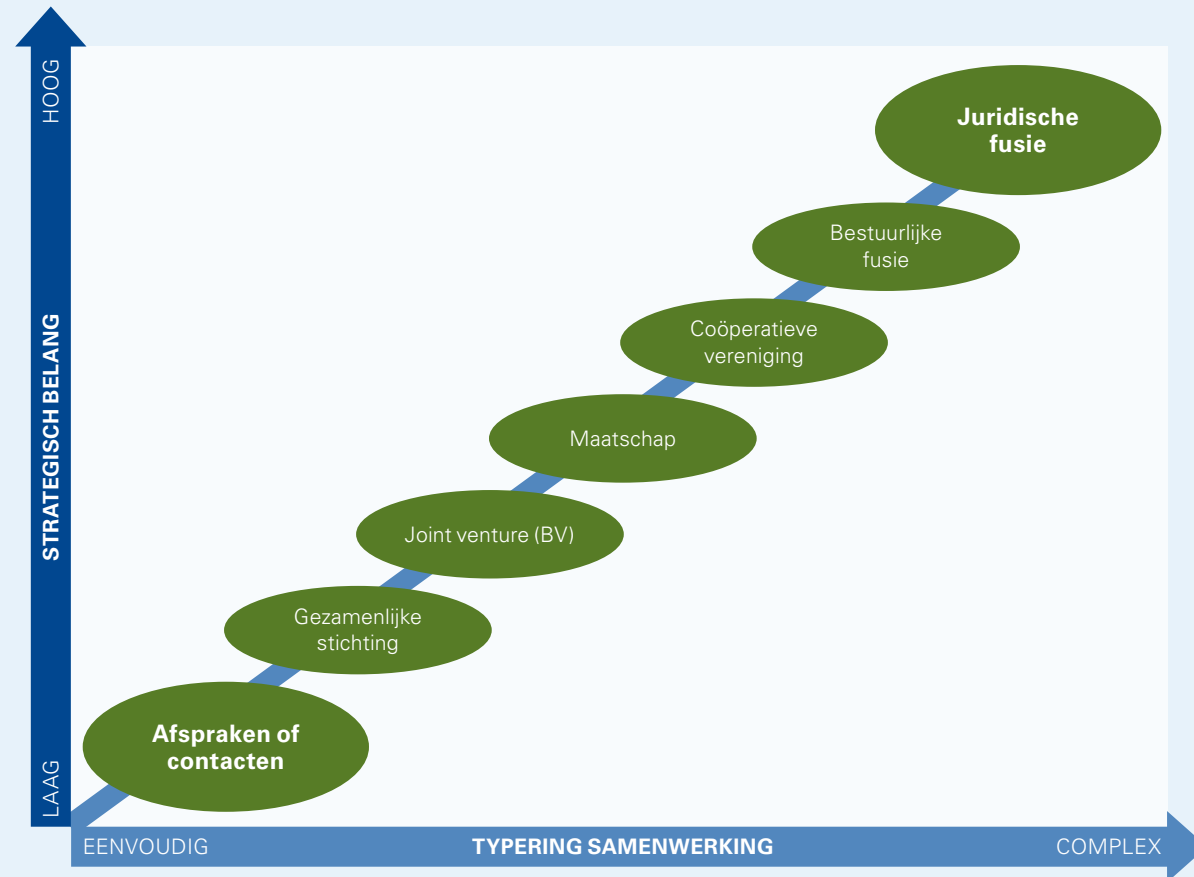 HOOG
Juridische
fusie
Bestuurlijke
fusie
Coöperatieve
vereniging
STRATEGISCH BELANG
Maatschap
Joint venture (BV)
Gezamenlijke
stichting
Afspraken of
contacten
LAAG
EENVOUDIG
TYPERING SAMENWERKING
COMPLEX